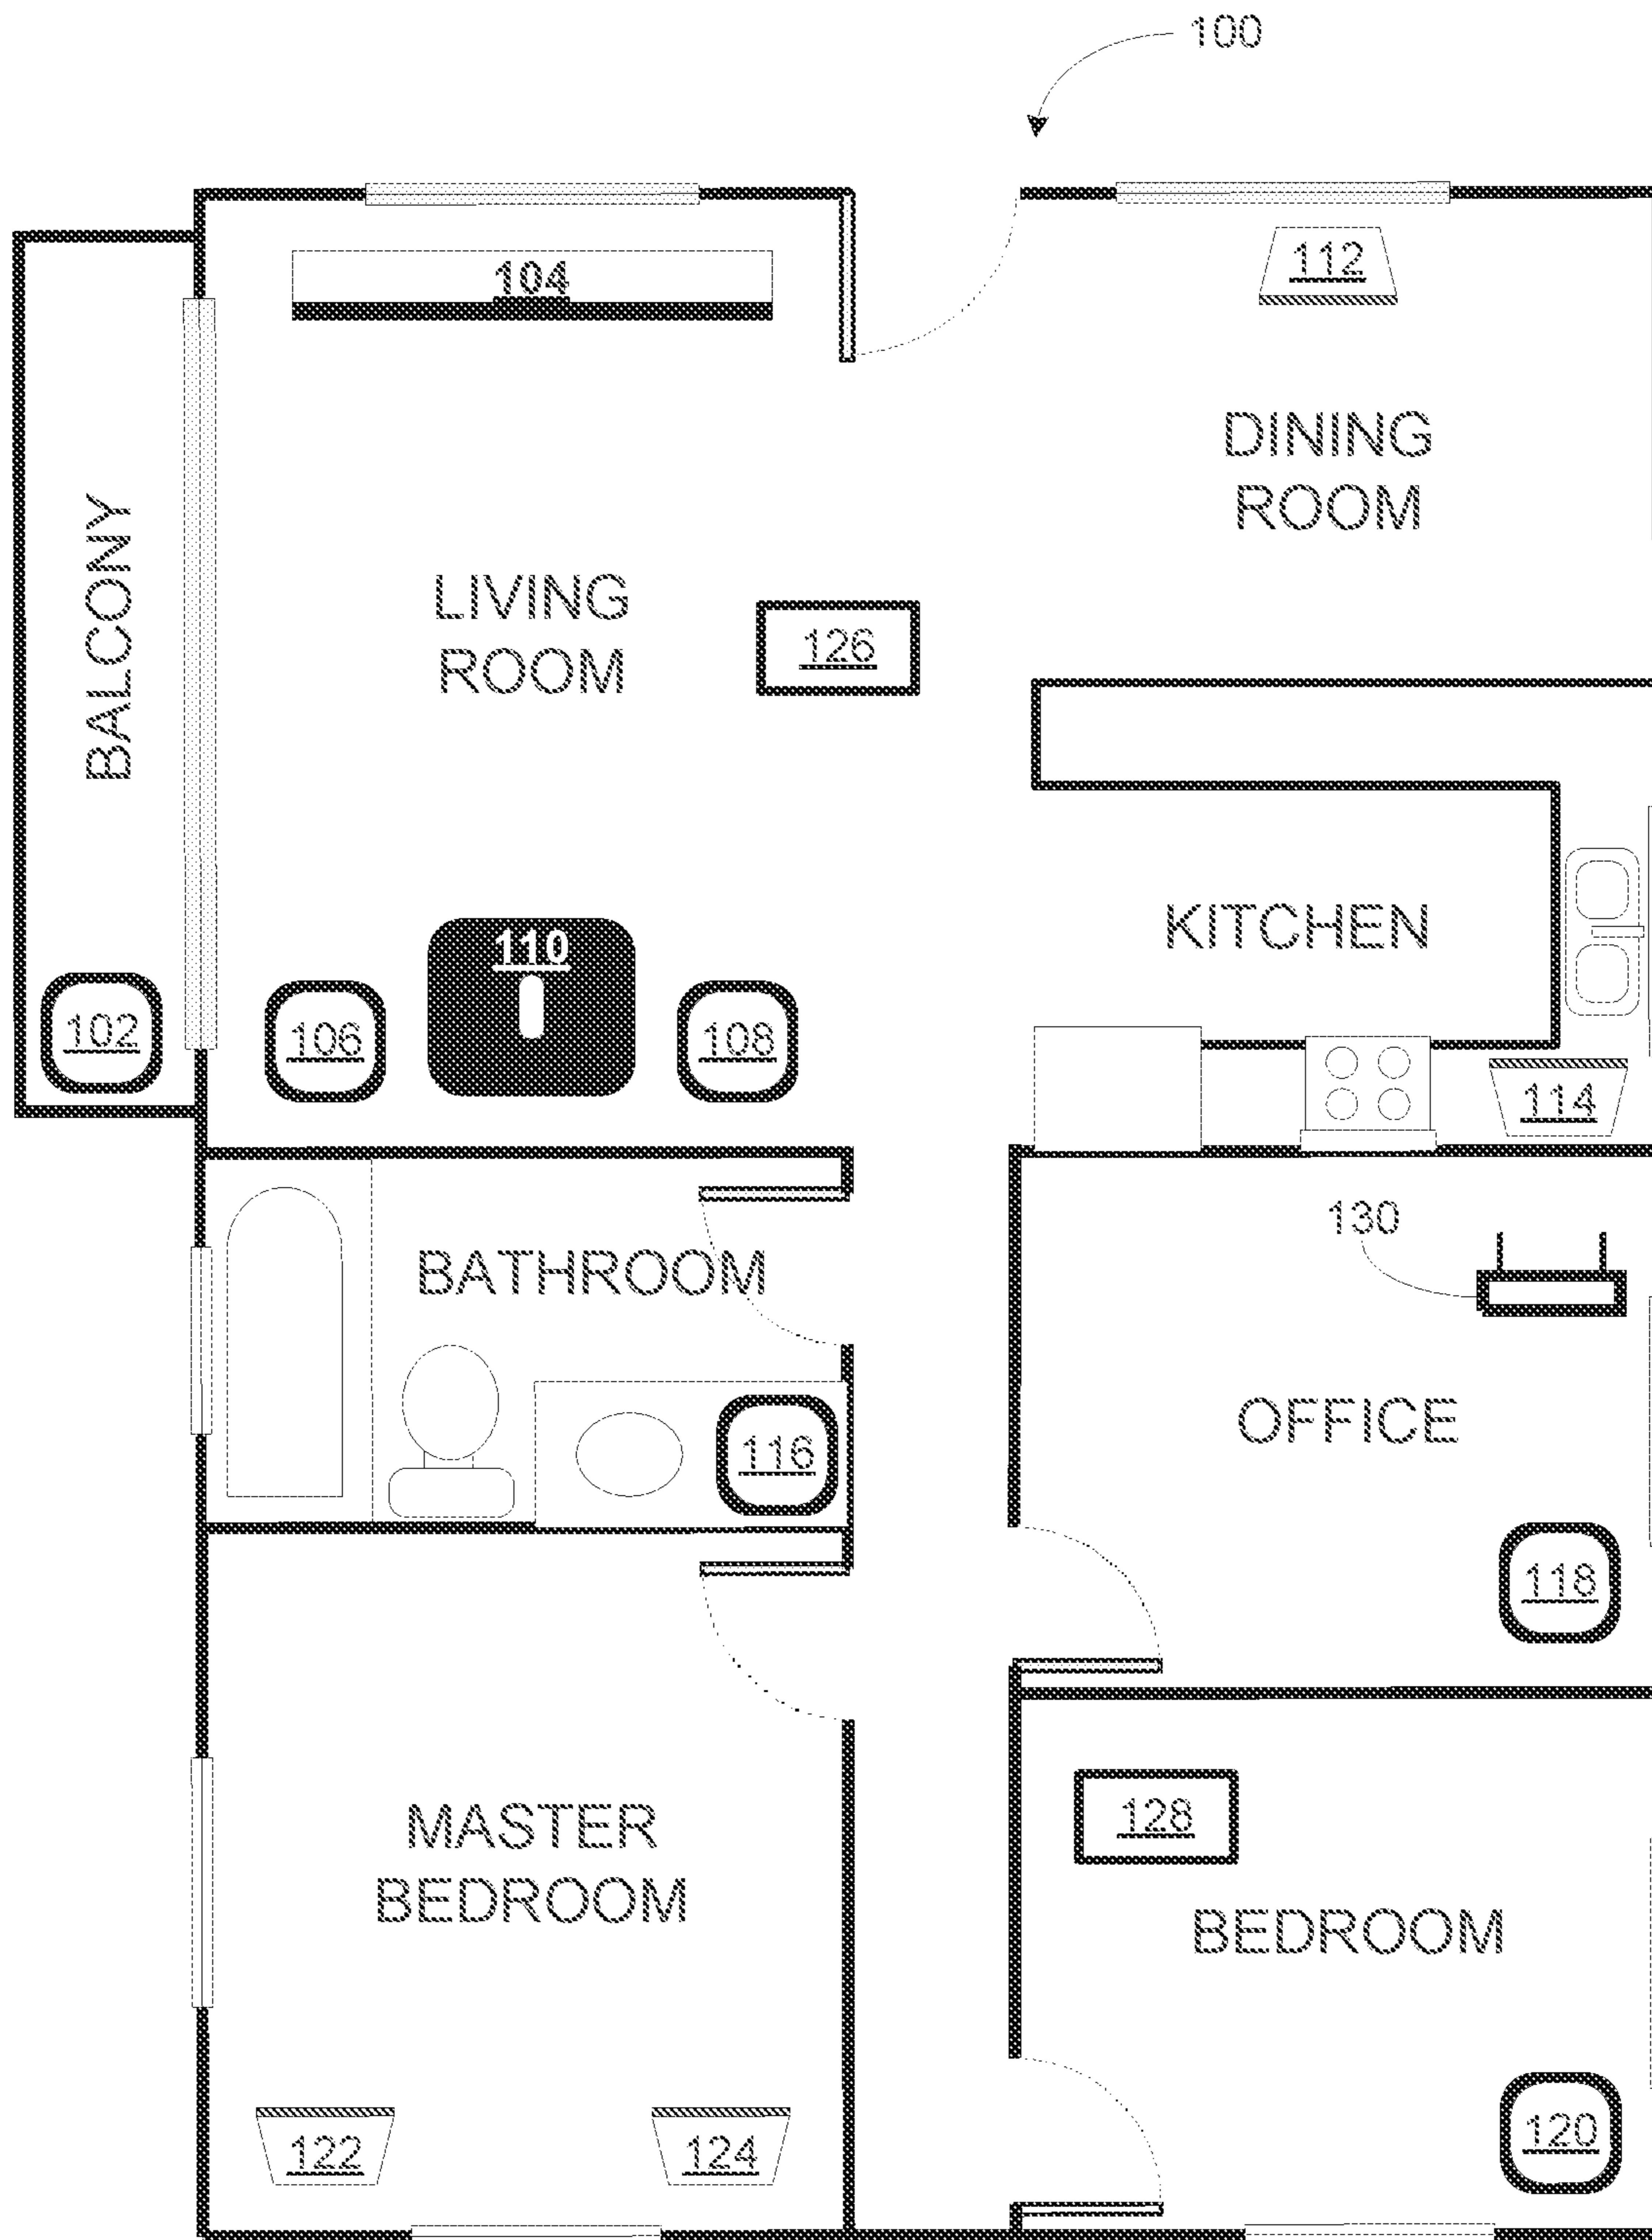 100
104
112
DINING
ROOM
BALCONY
LIVING
ROOM
126
KITCHEN
110
102
106
108
114
130
BATHROOM
OFFICE
116
118
MASTER
BEDROOM
128
BEDROOM
122
124
120